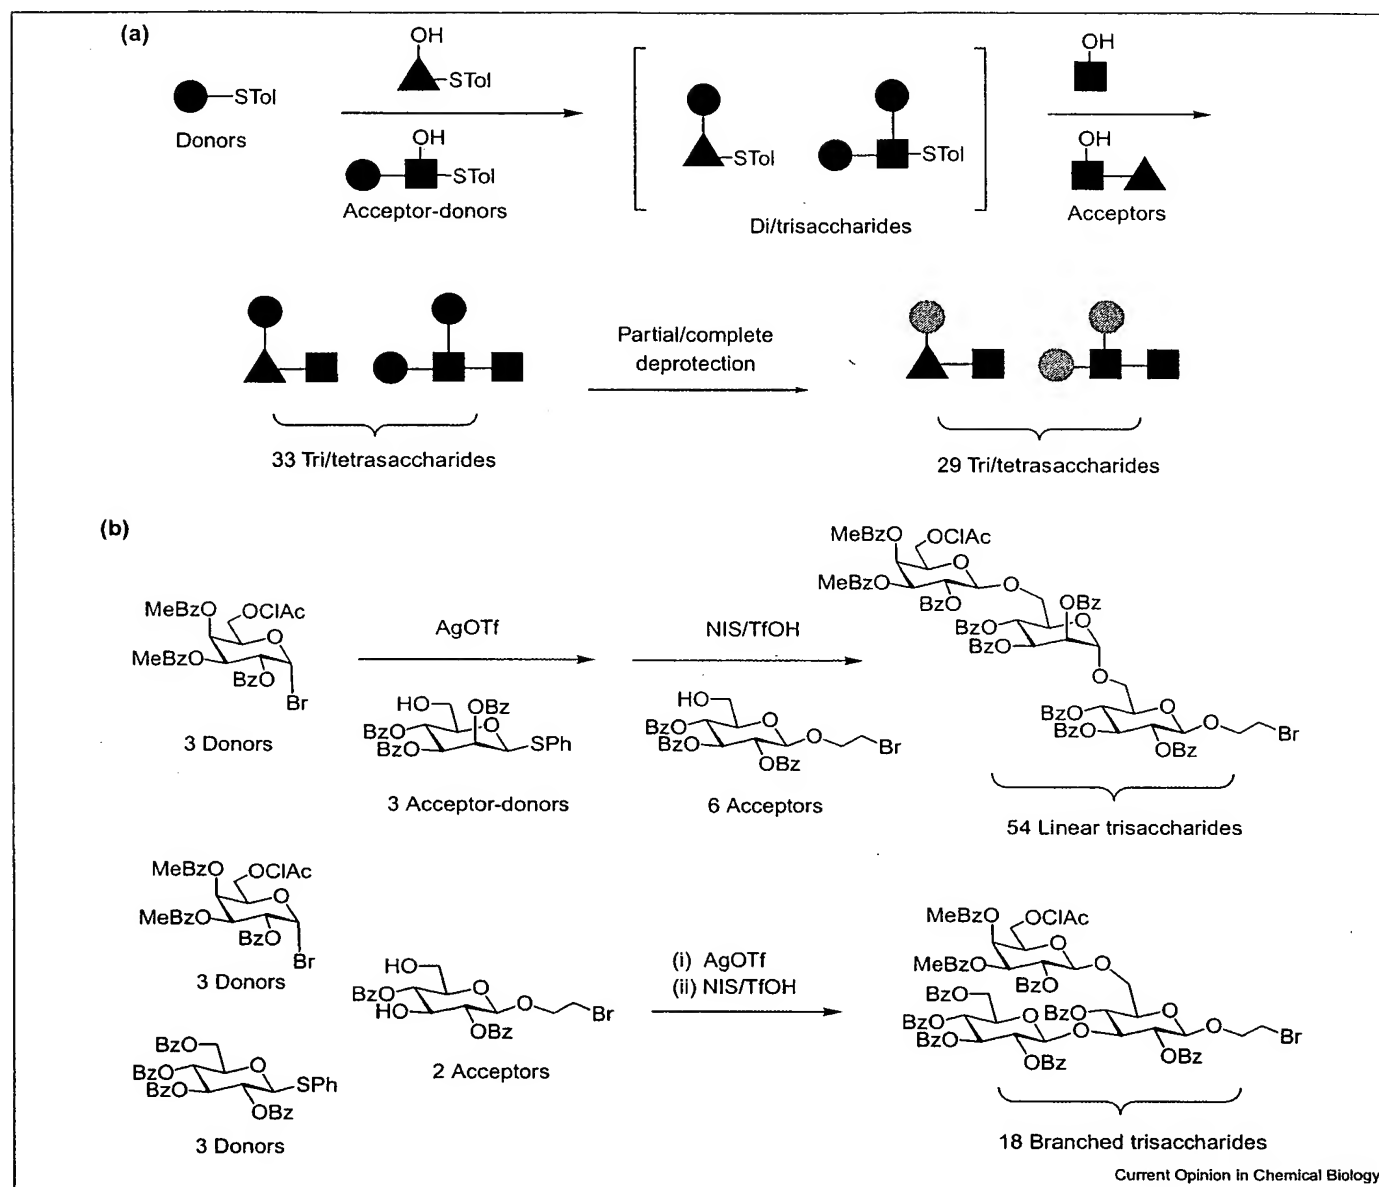 (a)
OH
STol
STol
Donors
OH
STol
Acceptor-donors
STol
STol
Di/trisaccharides
OH
OH
Acceptors
Partial/complete
deprotection
33 Tri/tetrasaccharides
29 Tri/tetrasaccharides
(b)
MeBzO
OClAc
O
MeBzO
BzO
Br
3 Donors
AgOTf
HO
OBz
BzO
O
BzO
SPh
3 Acceptor-donors
NIS/TfOH
HO
O
BzO
BzO
O
Br
OBz
6 Acceptors
MeBzO
OClAc
O
MeBzO
O
BzO
OBz
BzO
O
BzO
O
BzO
O
BzO
O
Br
OBz
54 Linear trisaccharides
MeBzO
OClAc
O
MeBzO
BzO
Br
3 Donors
BzO
O
BzO
BzO
SPh
OBz
3 Donors
HO
O
BzO
HO
O
Br
OBz
2 Acceptors
(i) AgOTf
(ii) NIS/TfOH
MeBzO
OClAc
O
MeBzO
O
BzO
BzO
O
BzO
O
BzO
BzO
O
O
Br
OBz
OBz
18 Branched trisaccharides
Current Opinion in Chemical Biology